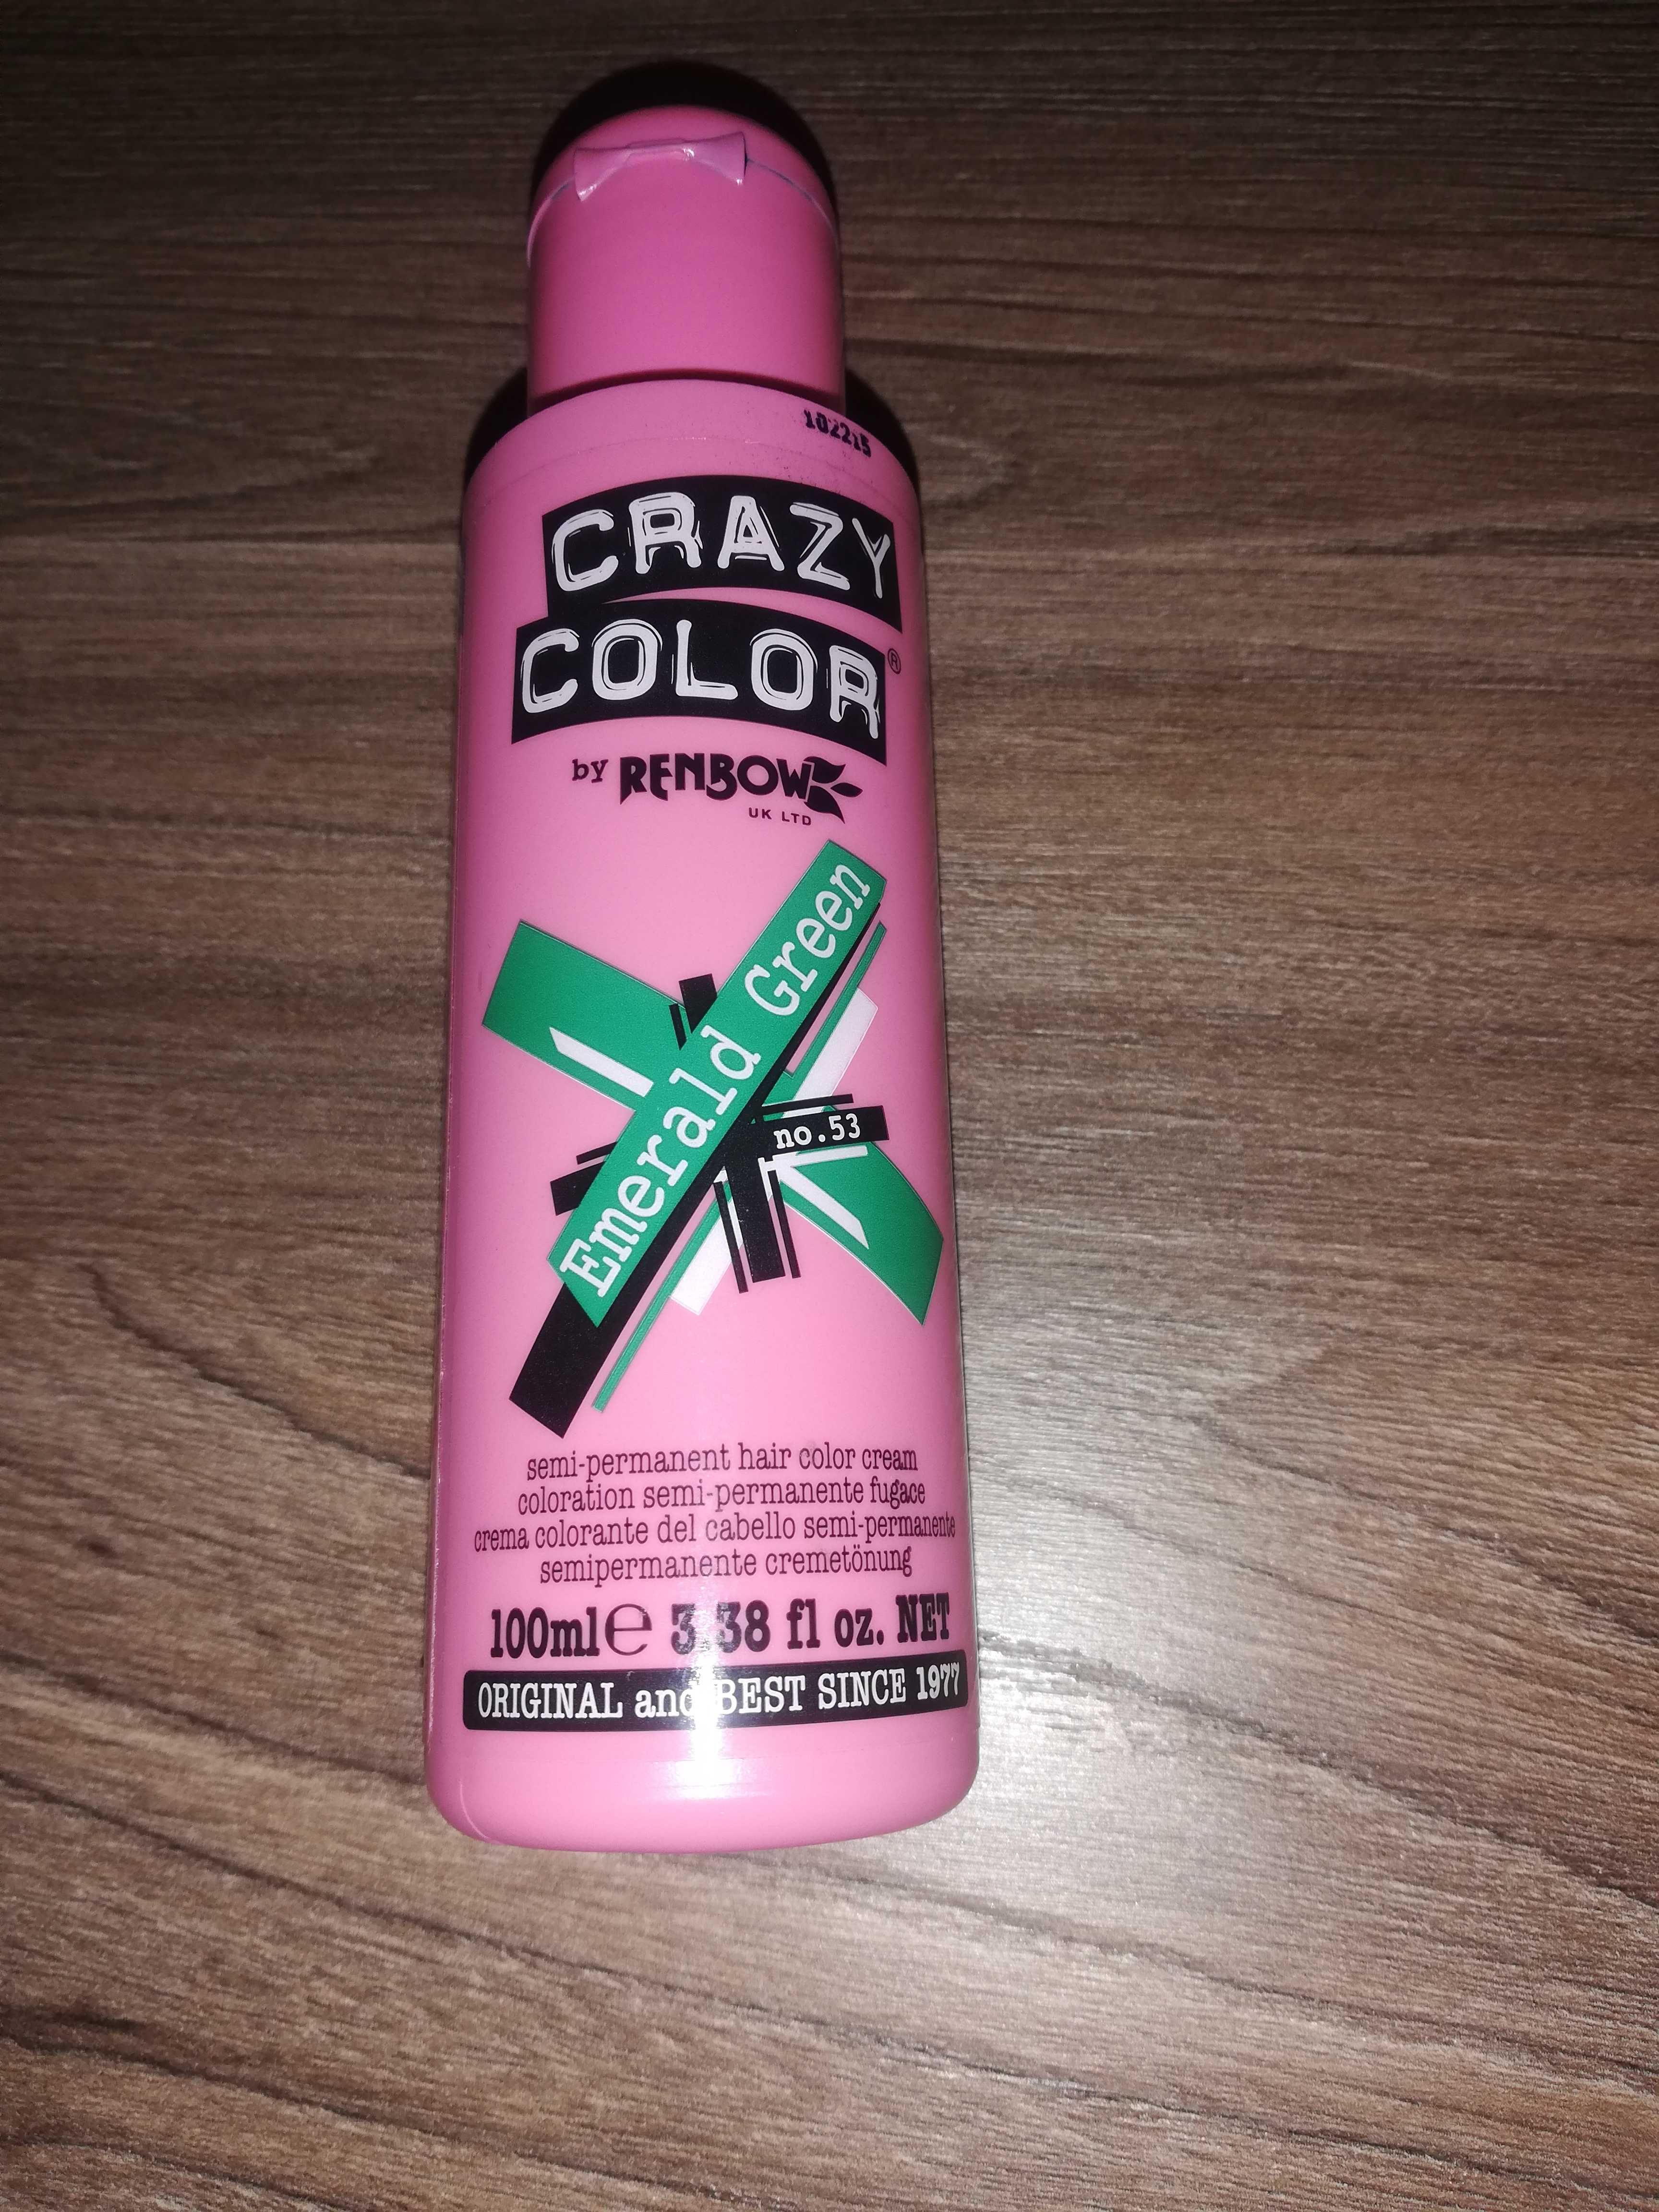 102215
CRAZY
COLOR®
by RENBOW
UK LTD
Emerald Green
no.53
semi-permanent hair color cream
coloration semi-permanente fugace
crema colorante del cabello semi-permanente
semipermanente cremetönung
100ml℮ 3.38 fl oz. NET
ORIGINAL and BEST SINCE 1977